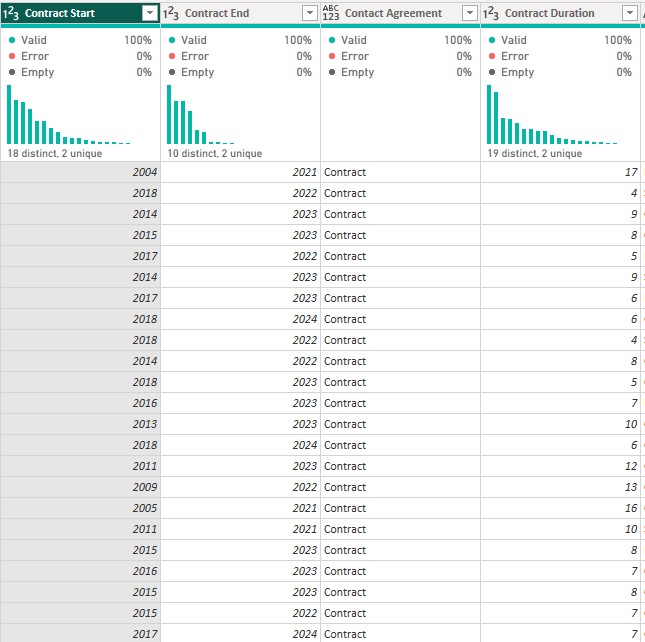 123 Contract Start 123 Contract End ABC 123 Contact Agreement 123 Contract Duration
Valid 100% Valid 100% Valid 100% Valid 100%
Error 0% Error 0% Error 0% Error 0%
Empty 0% Empty 0% Empty 0% Empty 0%
18 distinct, 2 unique 10 distinct, 2 unique 19 distinct, 2 unique
2004 2021 Contract 17
2018 2022 Contract 4
2014 2023 Contract 9
2015 2023 Contract 8
2017 2022 Contract 5
2014 2023 Contract 9
2017 2023 Contract 6
2018 2024 Contract 6
2018 2022 Contract 4
2014 2022 Contract 8
2018 2023 Contract 5
2016 2023 Contract 7
2013 2023 Contract 10
2018 2024 Contract 6
2011 2023 Contract 12
2009 2022 Contract 13
2005 2021 Contract 16
2011 2021 Contract 10
2015 2023 Contract 8
2016 2023 Contract 7
2015 2023 Contract 8
2015 2022 Contract 7
2017 2024 Contract 7